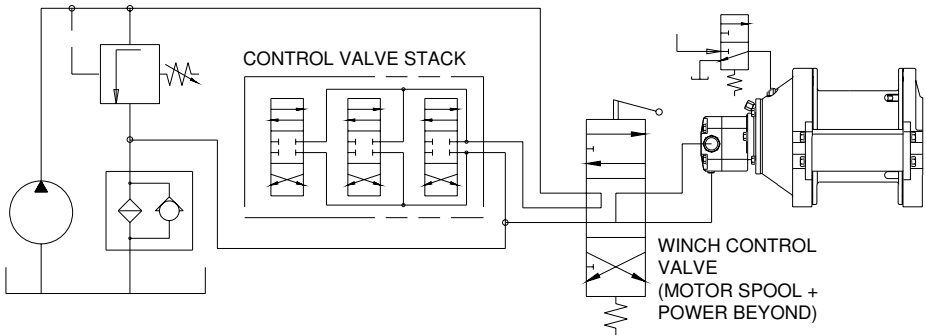 CONTROL VALVE STACK
WINCH CONTROL
VALVE
(MOTOR SPOOL +
POWER BEYOND)